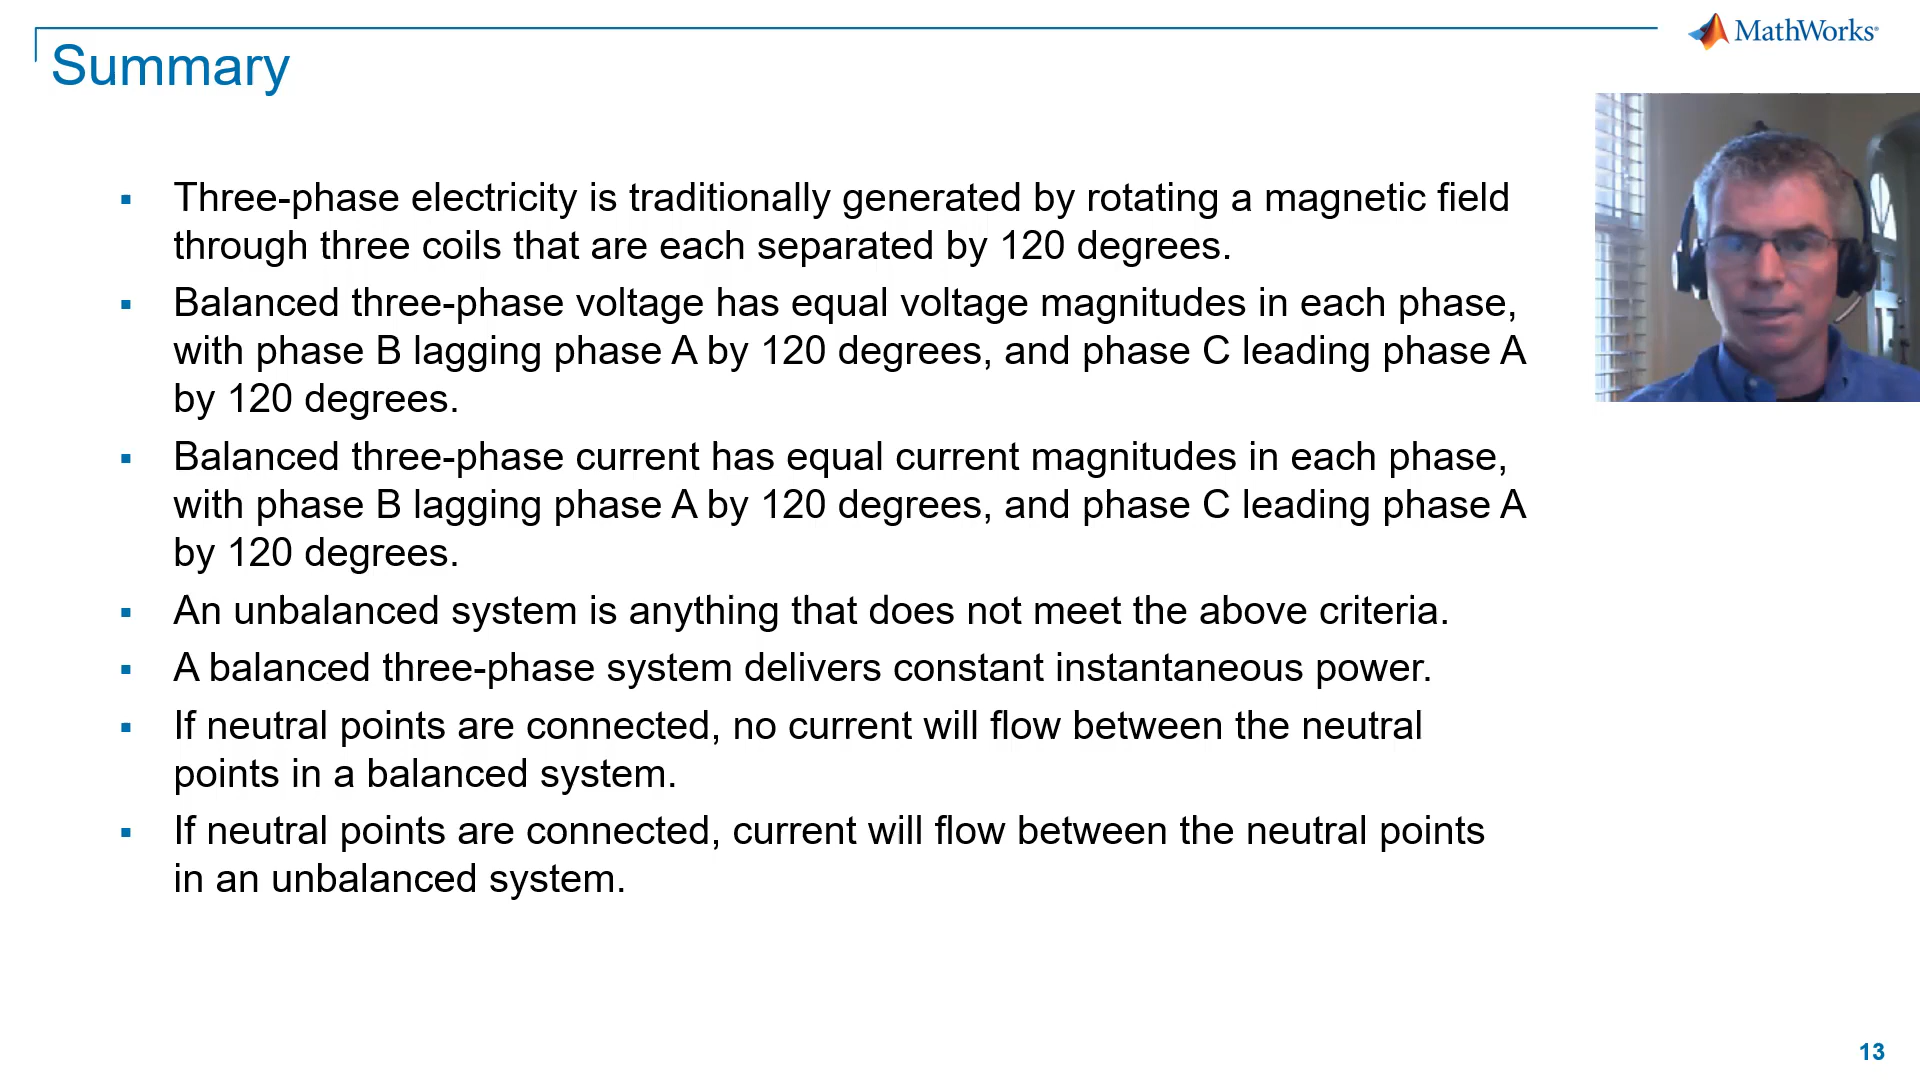 MathWorks
Summary
▪ Three-phase electricity is traditionally generated by rotating a magnetic field
through three coils that are each separated by 120 degrees.
▪ Balanced three-phase voltage has equal voltage magnitudes in each phase,
with phase B lagging phase A by 120 degrees, and phase C leading phase A
by 120 degrees.
▪ Balanced three-phase current has equal current magnitudes in each phase,
with phase B lagging phase A by 120 degrees, and phase C leading phase A
by 120 degrees.
▪ An unbalanced system is anything that does not meet the above criteria.
▪ A balanced three-phase system delivers constant instantaneous power.
▪ If neutral points are connected, no current will flow between the neutral
points in a balanced system.
▪ If neutral points are connected, current will flow between the neutral points
in an unbalanced system.
13